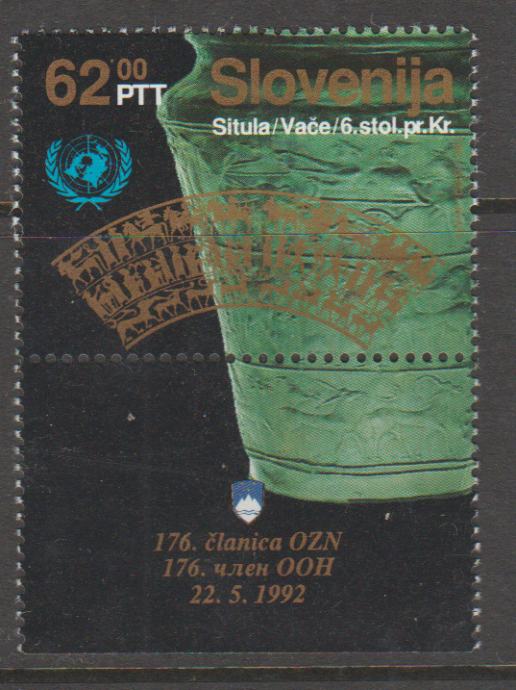 62.00
PTT
Slovenija
Situla/Vače/6.stol.pr.Kr.
176. članica OZN
176. член ООН
22. 5. 1992